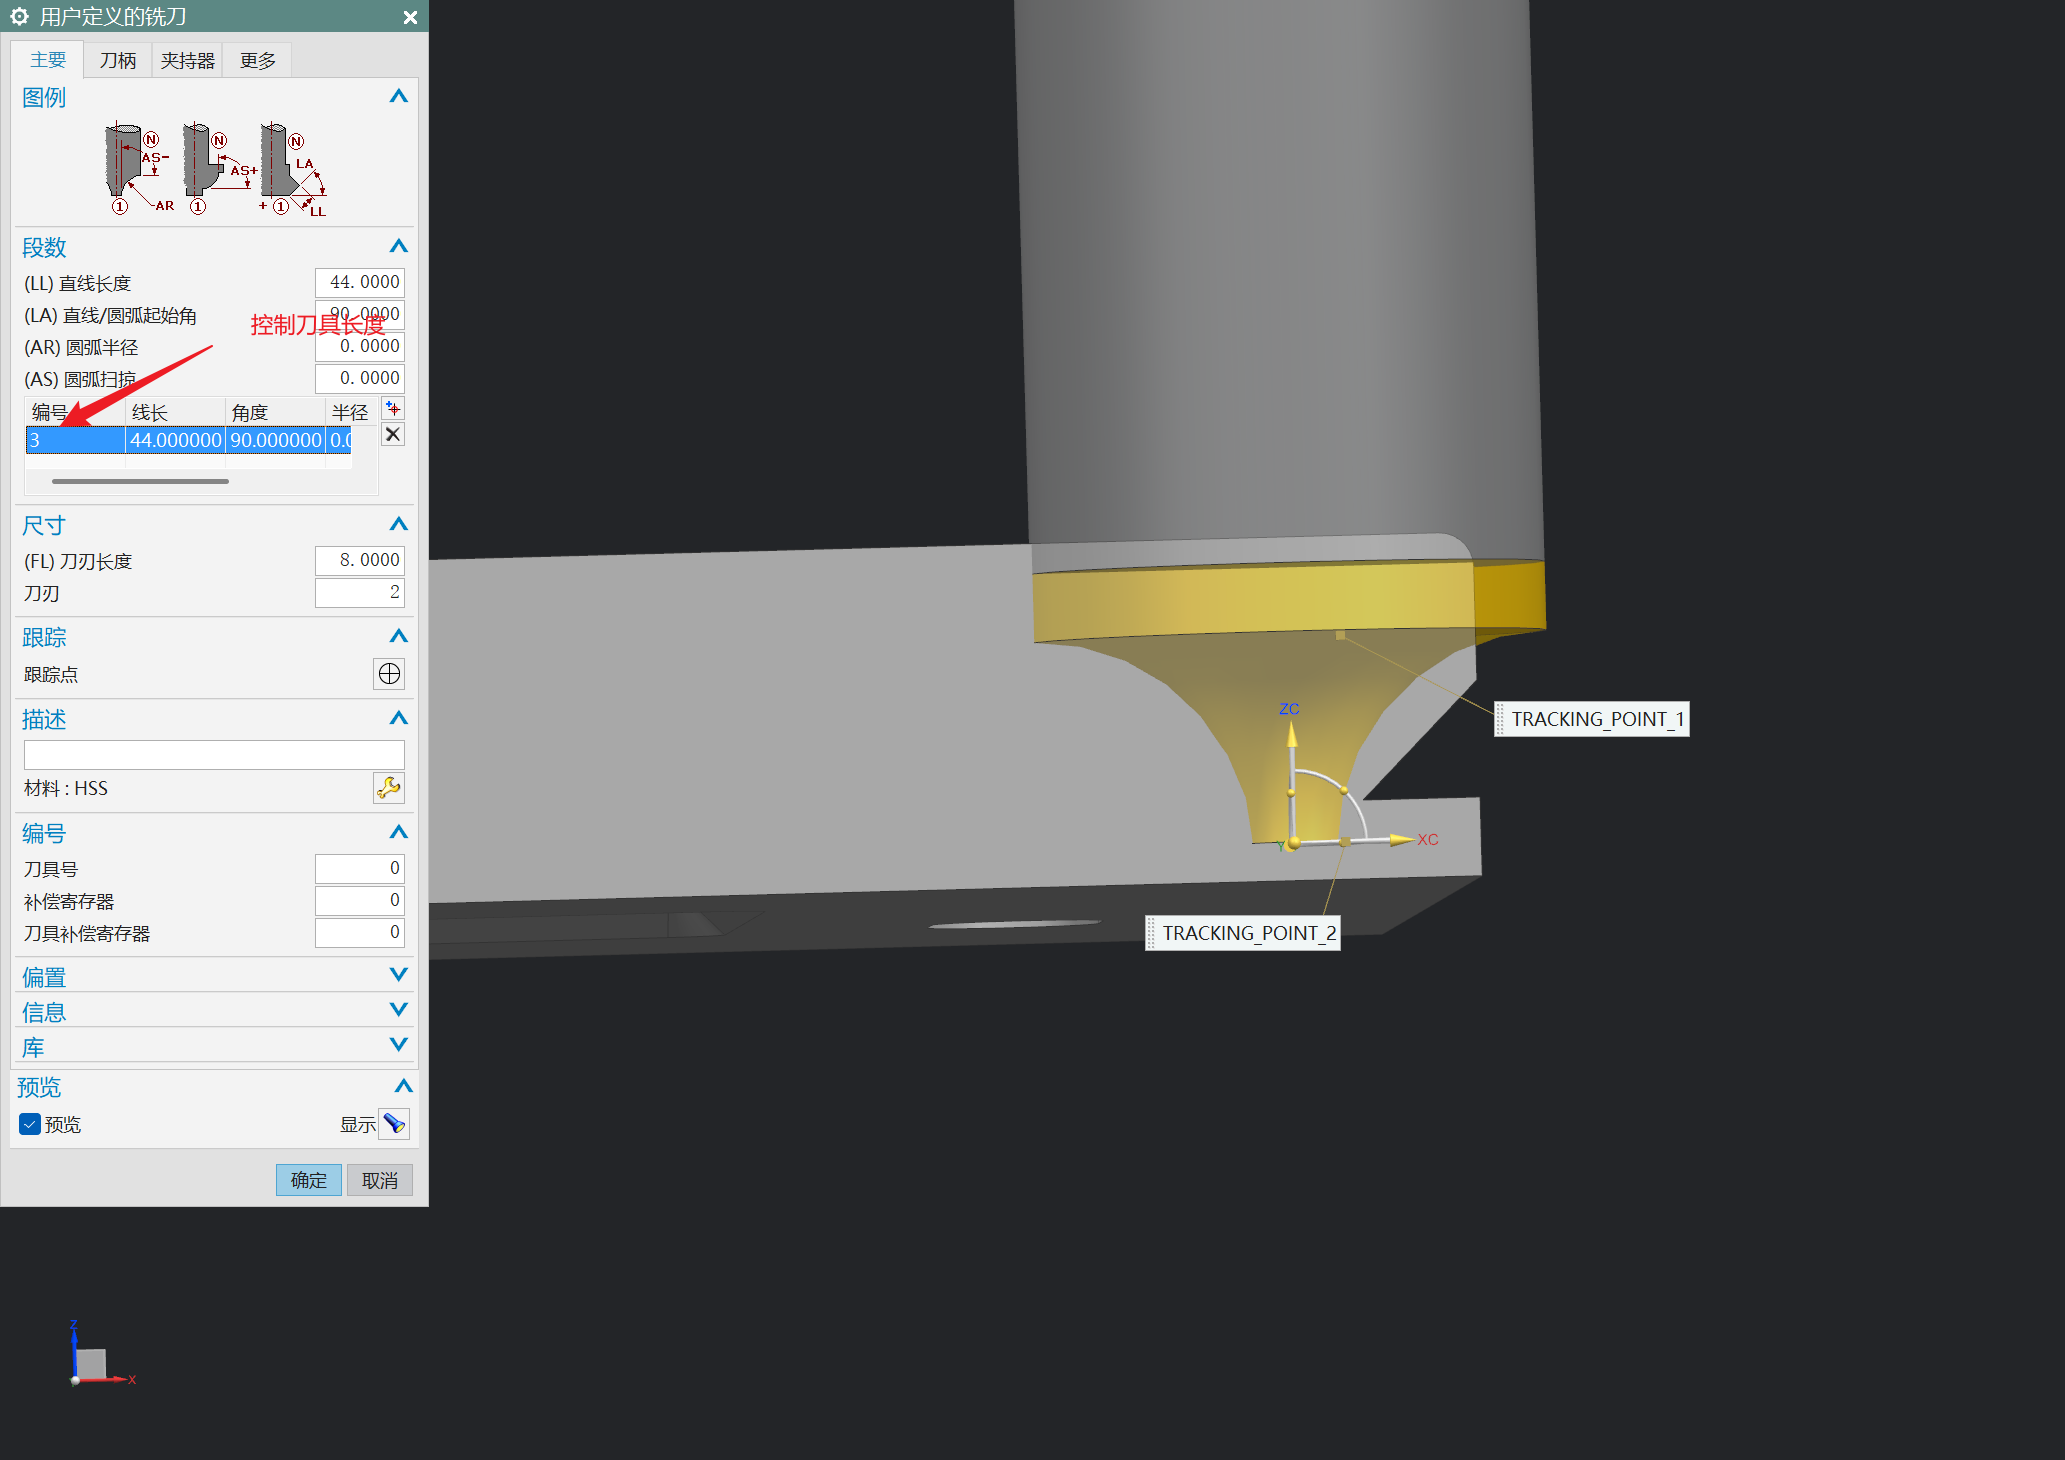 用户定义的铣刀
主要 刀柄 夹持器 更多
图例
N AS- AR 1
N AS+ 1
N LA + 1 LL
段数
(LL) 直线长度 44.0000
(LA) 直线/圆弧起始角 90.0000
控制刀具长度
(AR) 圆弧半径 0.0000
(AS) 圆弧扫掠 0.0000
编号 线长 角度 半径
3 44.000000 90.000000 0.0
尺寸
(FL) 刀刃长度 8.0000
刀刃 2
跟踪
跟踪点
描述
材料 : HSS
编号
刀具号 0
补偿寄存器 0
刀具补偿寄存器 0
偏置
信息
库
预览
预览 显示
确定 取消
ZC
TRACKING_POINT_1
XC
Y
TRACKING_POINT_2
Z
X